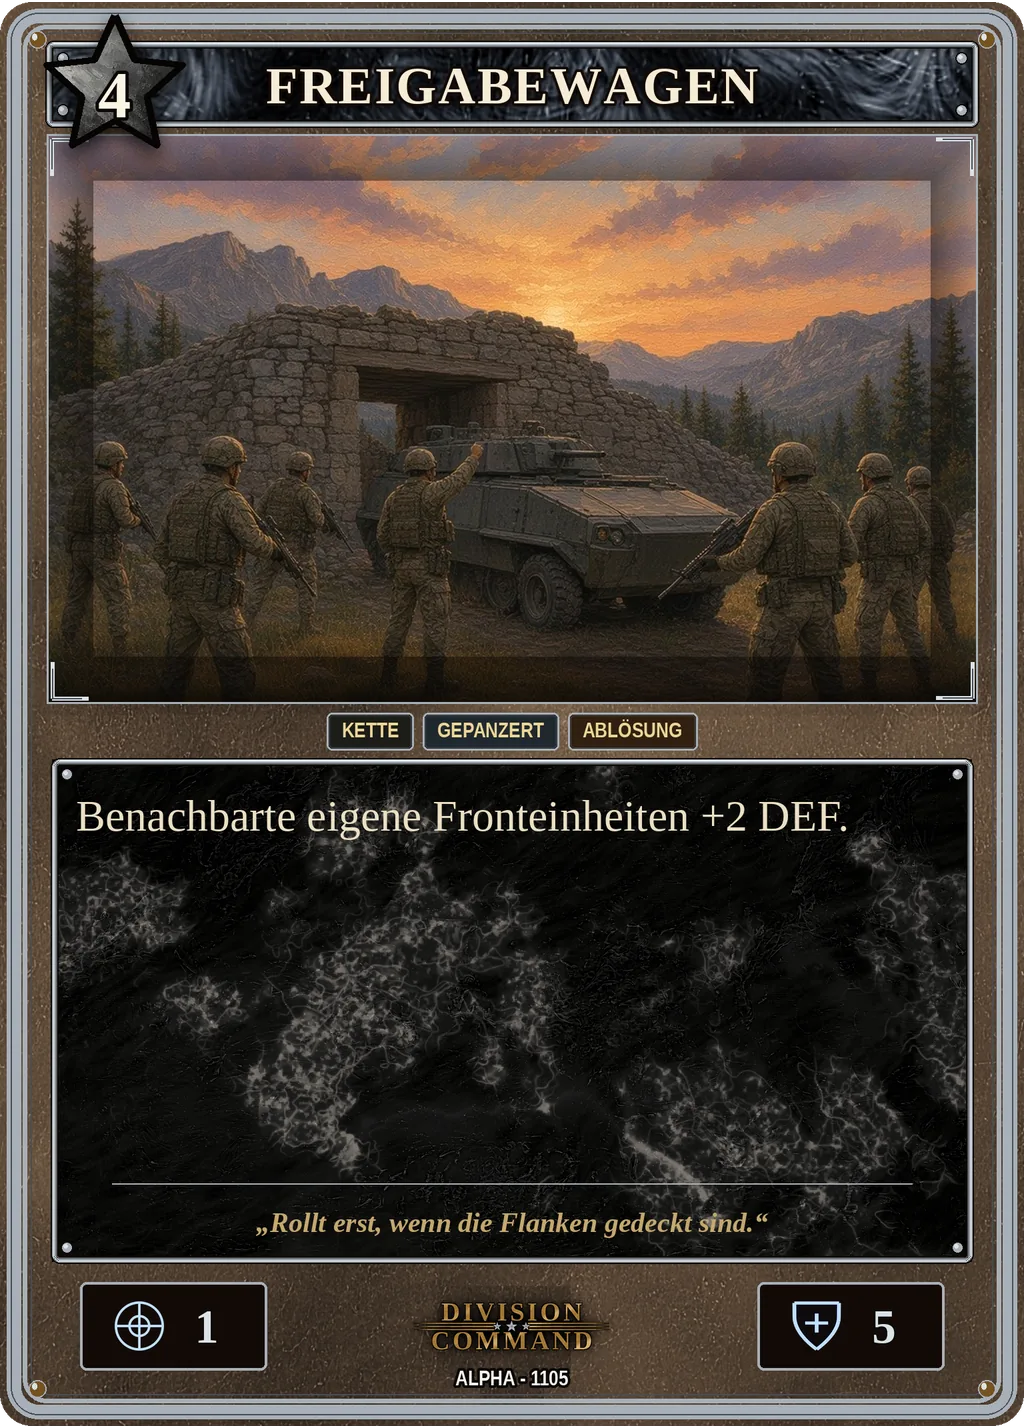 4
FREIGABEWAGEN
KETTE
GEPANZERT
ABLÖSUNG
Benachbarte eigene Fronteinheiten +2 DEF.
„Rollt erst, wenn die Flanken gedeckt sind.“
1
DIVISION
COMMAND
ALPHA - 1105
5